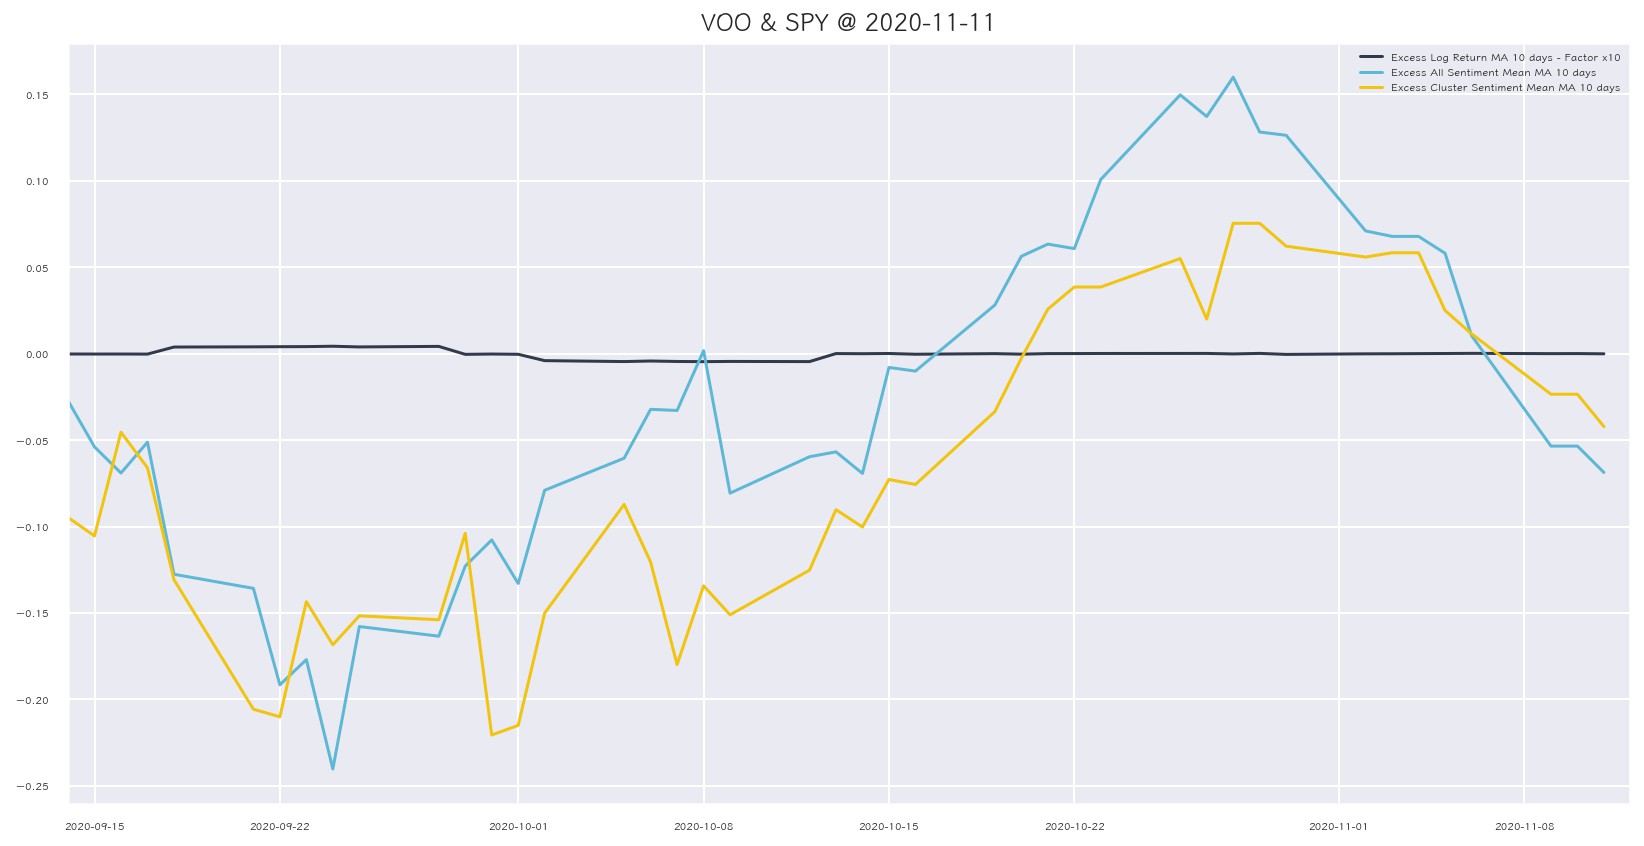 VOO & SPY @ 2020-11-11
Excess Log Return MA 10 days - Factor x10
Excess All Sentiment Mean MA 10 days
Excess Cluster Sentiment Mean MA 10 days
0.15
0.10
0.05
0.00
−0.05
−0.10
−0.15
−0.20
−0.25
2020-09-15 2020-09-22 2020-10-01 2020-10-08 2020-10-15 2020-10-22 2020-11-01 2020-11-08